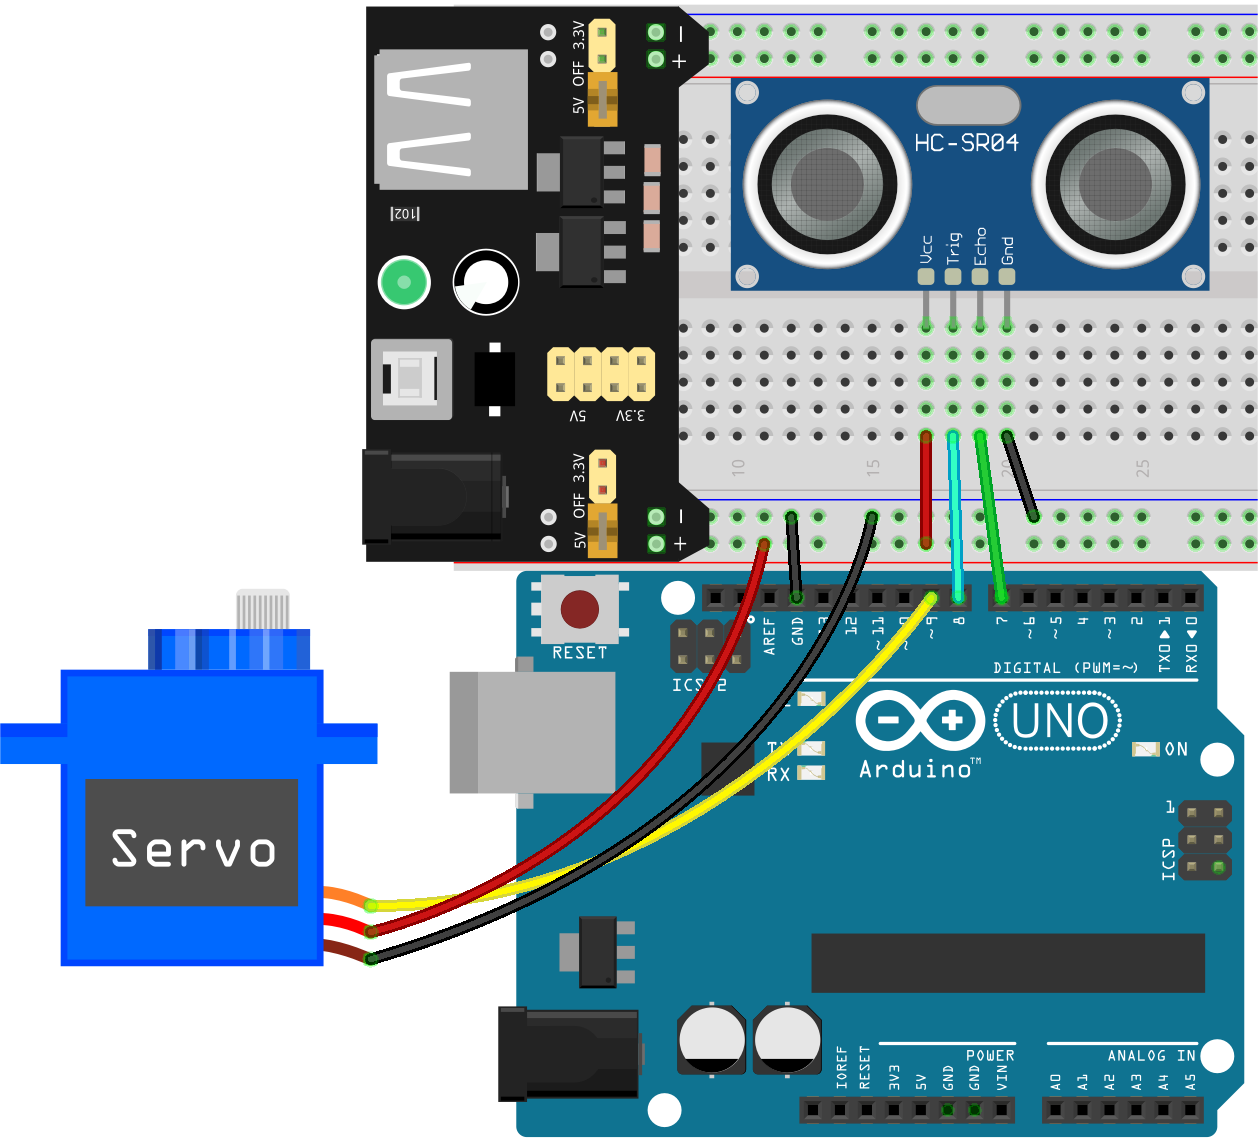 3.3V
OFF
5V
−
+
HC-SR04
Vcc
Trig
Echo
Gnd
102
5V
3.3V
10
15
20
25
3.3V
OFF
5V
−
+
RESET
ICSP2
AREF
GND
13
12
~11
~9
8
7
~6
~5
4
~3
2
TX0▶1
RX0◀0
DIGITAL (PWM=~)
L
TX
RX
UNO
Arduino™
ON
1
ICSP
Servo
IOREF
RESET
3V3
5V
GND
GND
VIN
POWER
A0
A1
A2
A3
A4
A5
ANALOG IN